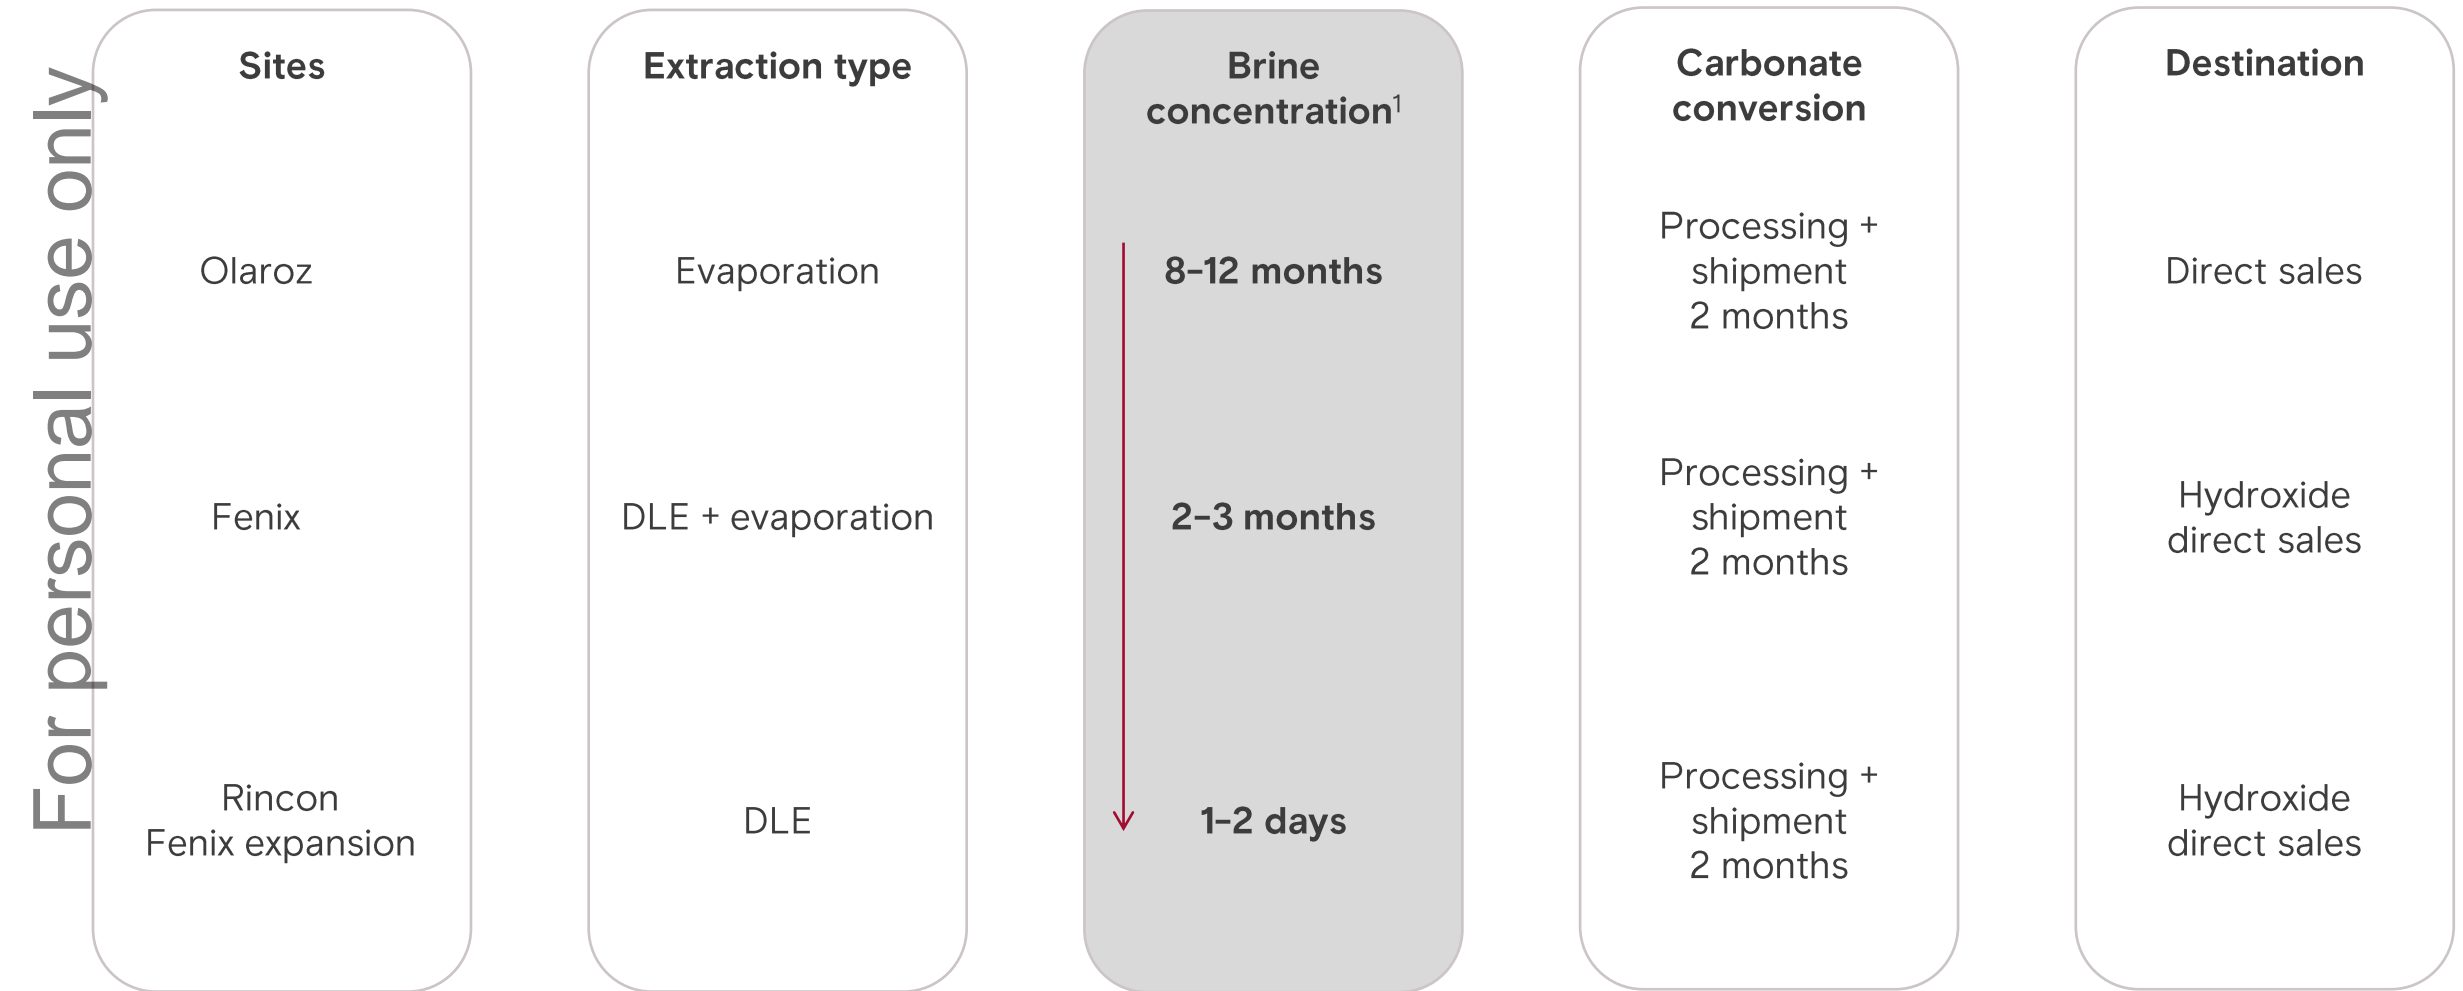 For personal use only
Sites
Extraction type
Brine
concentration¹
Carbonate
conversion
Destination
Olaroz
Evaporation
8–12 months
Processing +
shipment
2 months
Direct sales
Fenix
DLE + evaporation
2–3 months
Processing +
shipment
2 months
Hydroxide
direct sales
Rincon
Fenix expansion
DLE
1–2 days
Processing +
shipment
2 months
Hydroxide
direct sales